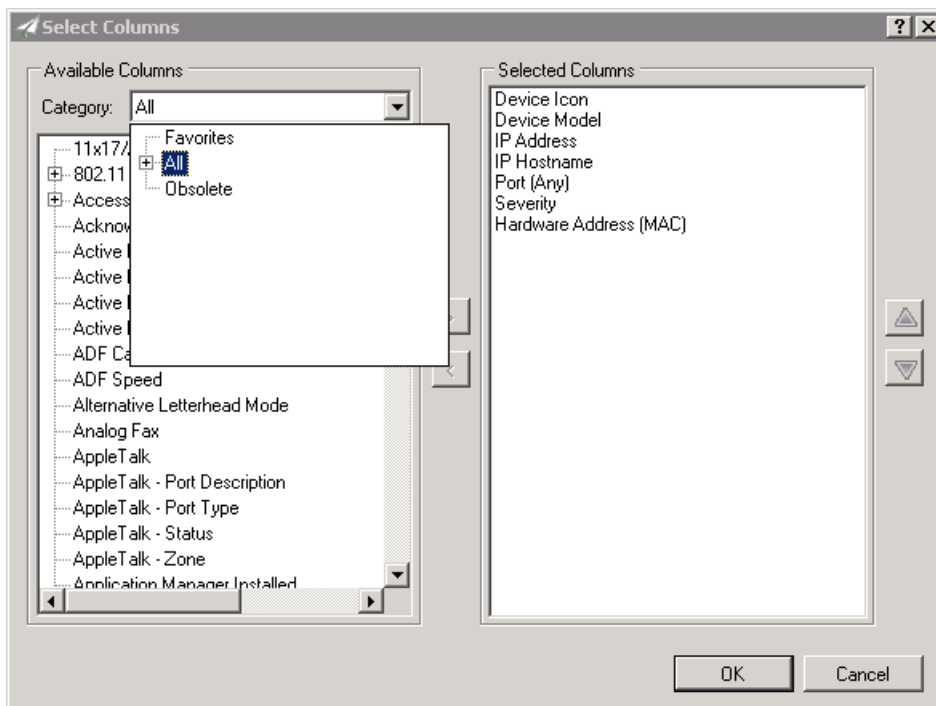 Select Columns
Available Columns
Category:
All
Favorites
All
Obsolete
11x17/
802.11
Access
Acknow
Active
Active
Active
Active
ADF Ca
ADF Speed
Alternative Letterhead Mode
Analog Fax
AppleTalk
AppleTalk - Port Description
AppleTalk - Port Type
AppleTalk - Status
AppleTalk - Zone
Application Manager Installed
Selected Columns
Device Icon
Device Model
IP Address
IP Hostname
Port (Any)
Severity
Hardware Address (MAC)
OK
Cancel